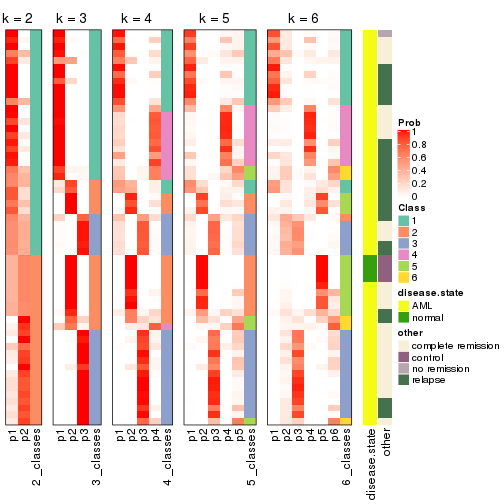 k = 2 k = 3 k = 4 k = 5 k = 6
Prob
1
0.8
0.6
0.4
0.2
0
Class
1
2
3
4
5
6
disease.state
AML
normal
other
complete remission
control
no remission
relapse
p1 p2 2_classes p1 p2 p3 3_classes p1 p2 p3 p4 4_classes p1 p2 p3 p4 p5 5_classes p1 p2 p3 p4 p5 p6 6_classes disease.state other